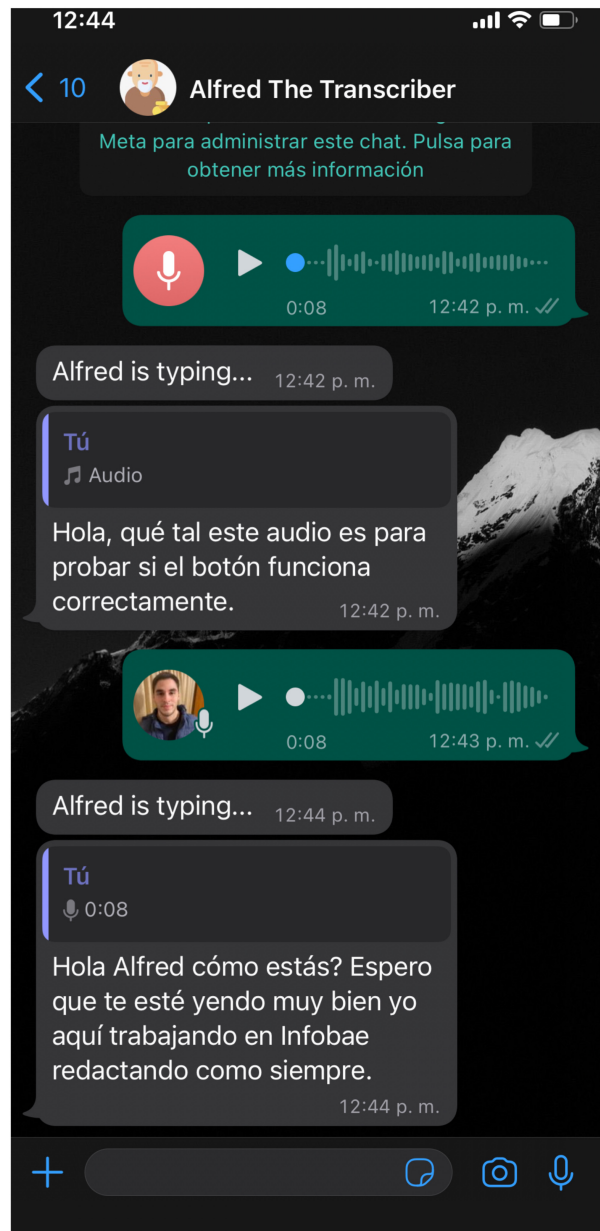 12:44
10
Alfred The Transcriber
Meta para administrar este chat. Pulsa para
obtener más información
0:08
12:42 p. m.
Alfred is typing... 12:42 p. m.
Tú
Audio
Hola, qué tal este audio es para
probar si el botón funciona
correctamente.
12:42 p. m.
0:08
12:43 p. m.
Alfred is typing... 12:44 p. m.
Tú
0:08
Hola Alfred cómo estás? Espero
que te esté yendo muy bien yo
aquí trabajando en Infobae
redactando como siempre.
12:44 p. m.